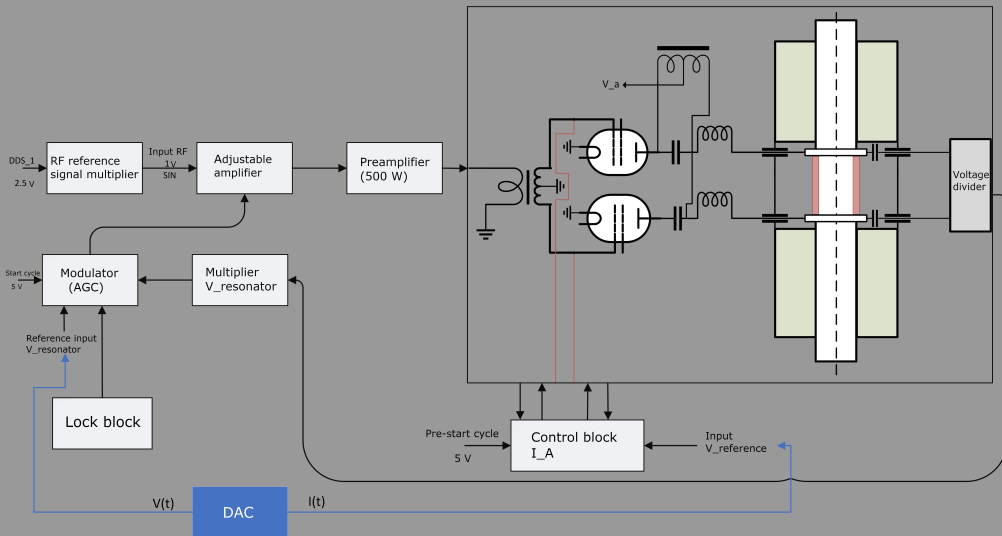 V_a
DDS_1
2.5 V
RF reference
signal multiplier
Input RF
1 V
SIN
Adjustable
amplifier
Preamplifier
(500 W)
Voltage
divider
Start cycle
5 V
Modulator
(AGC)
Multiplier
V_resonator
Reference input
V_resonator
Lock block
Pre-start cycle
5 V
Control block
I_A
Input
V_reference
V(t)
DAC
I(t)